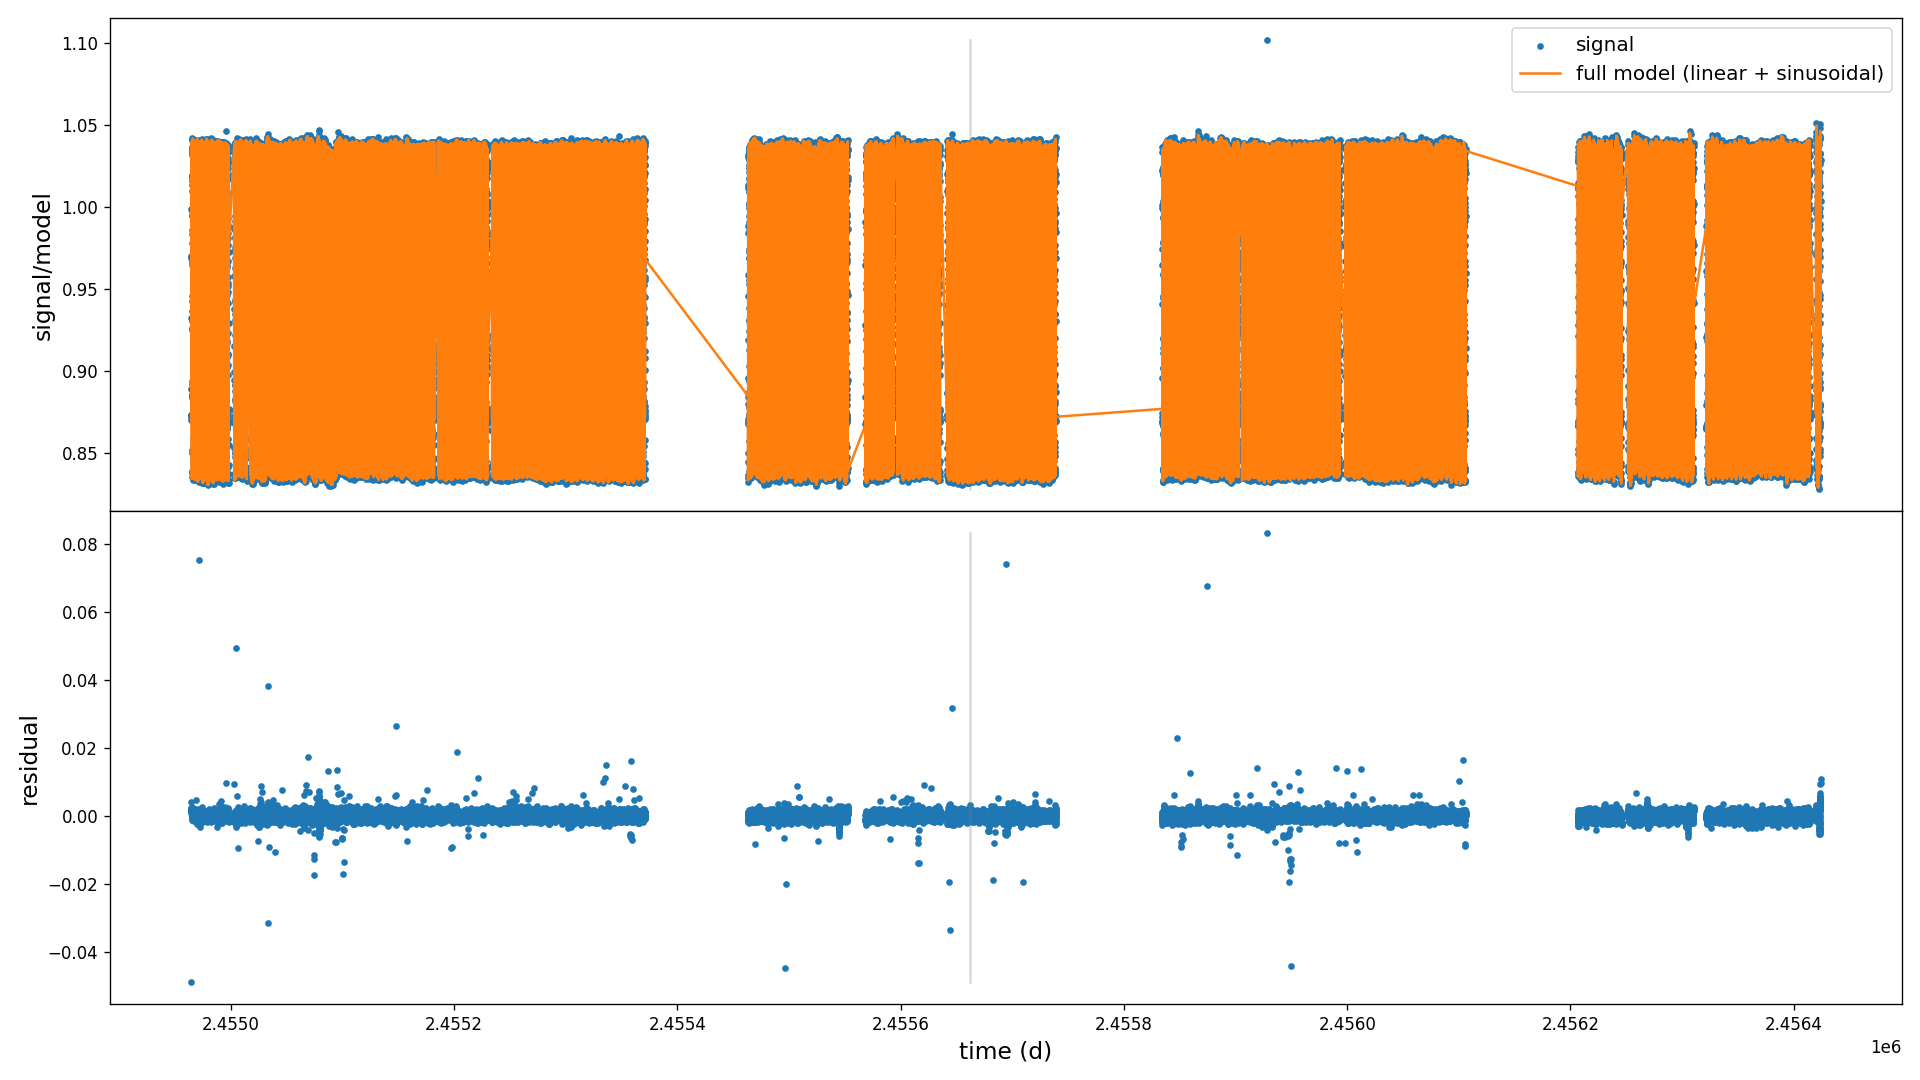 signal
full model (linear + sinusoidal)
signal/model
1.10
1.05
1.00
0.95
0.90
0.85
residual
0.08
0.06
0.04
0.02
0.00
−0.02
−0.04
2.4550 2.4552 2.4554 2.4556 2.4558 2.4560 2.4562 2.4564
1e6
time (d)